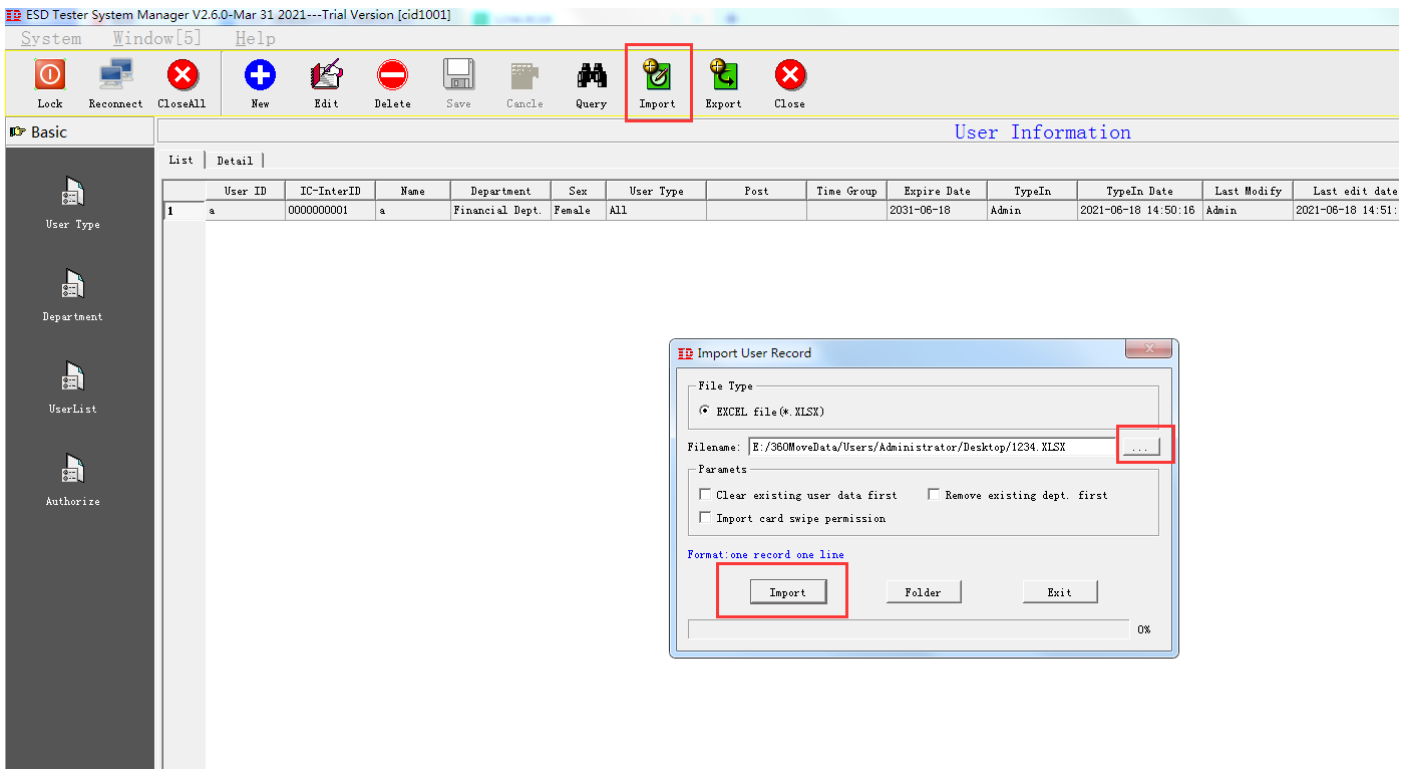 ESD Tester System Manager V2.6.0-Mar 31 2021---Trial Version [cid1001]
System Window[5] Help
Lock Reconnect CloseAll New Edit Delete Save Cancle Query Import Export Close
Basic
User Information
List Detail
User ID IC-InterID Name Department Sex User Type Post Time Group Expire Date TypeIn TypeIn Date Last Modify Last edit date
1 a 0000000001 a Financial Dept. Female All 2031-06-18 Admin 2021-06-18 14:50:16 Admin 2021-06-18 14:51:
User Type
Department
UserList
Authorize
Import User Record
File Type
EXCEL file(*.XLSX)
Filename: E:/360MoveData/Users/Administrator/Desktop/1234.XLSX ...
Paramets
Clear existing user data first Remove existing dept. first
Import card swipe permission
Format:one record one line
Import Folder Exit
0%